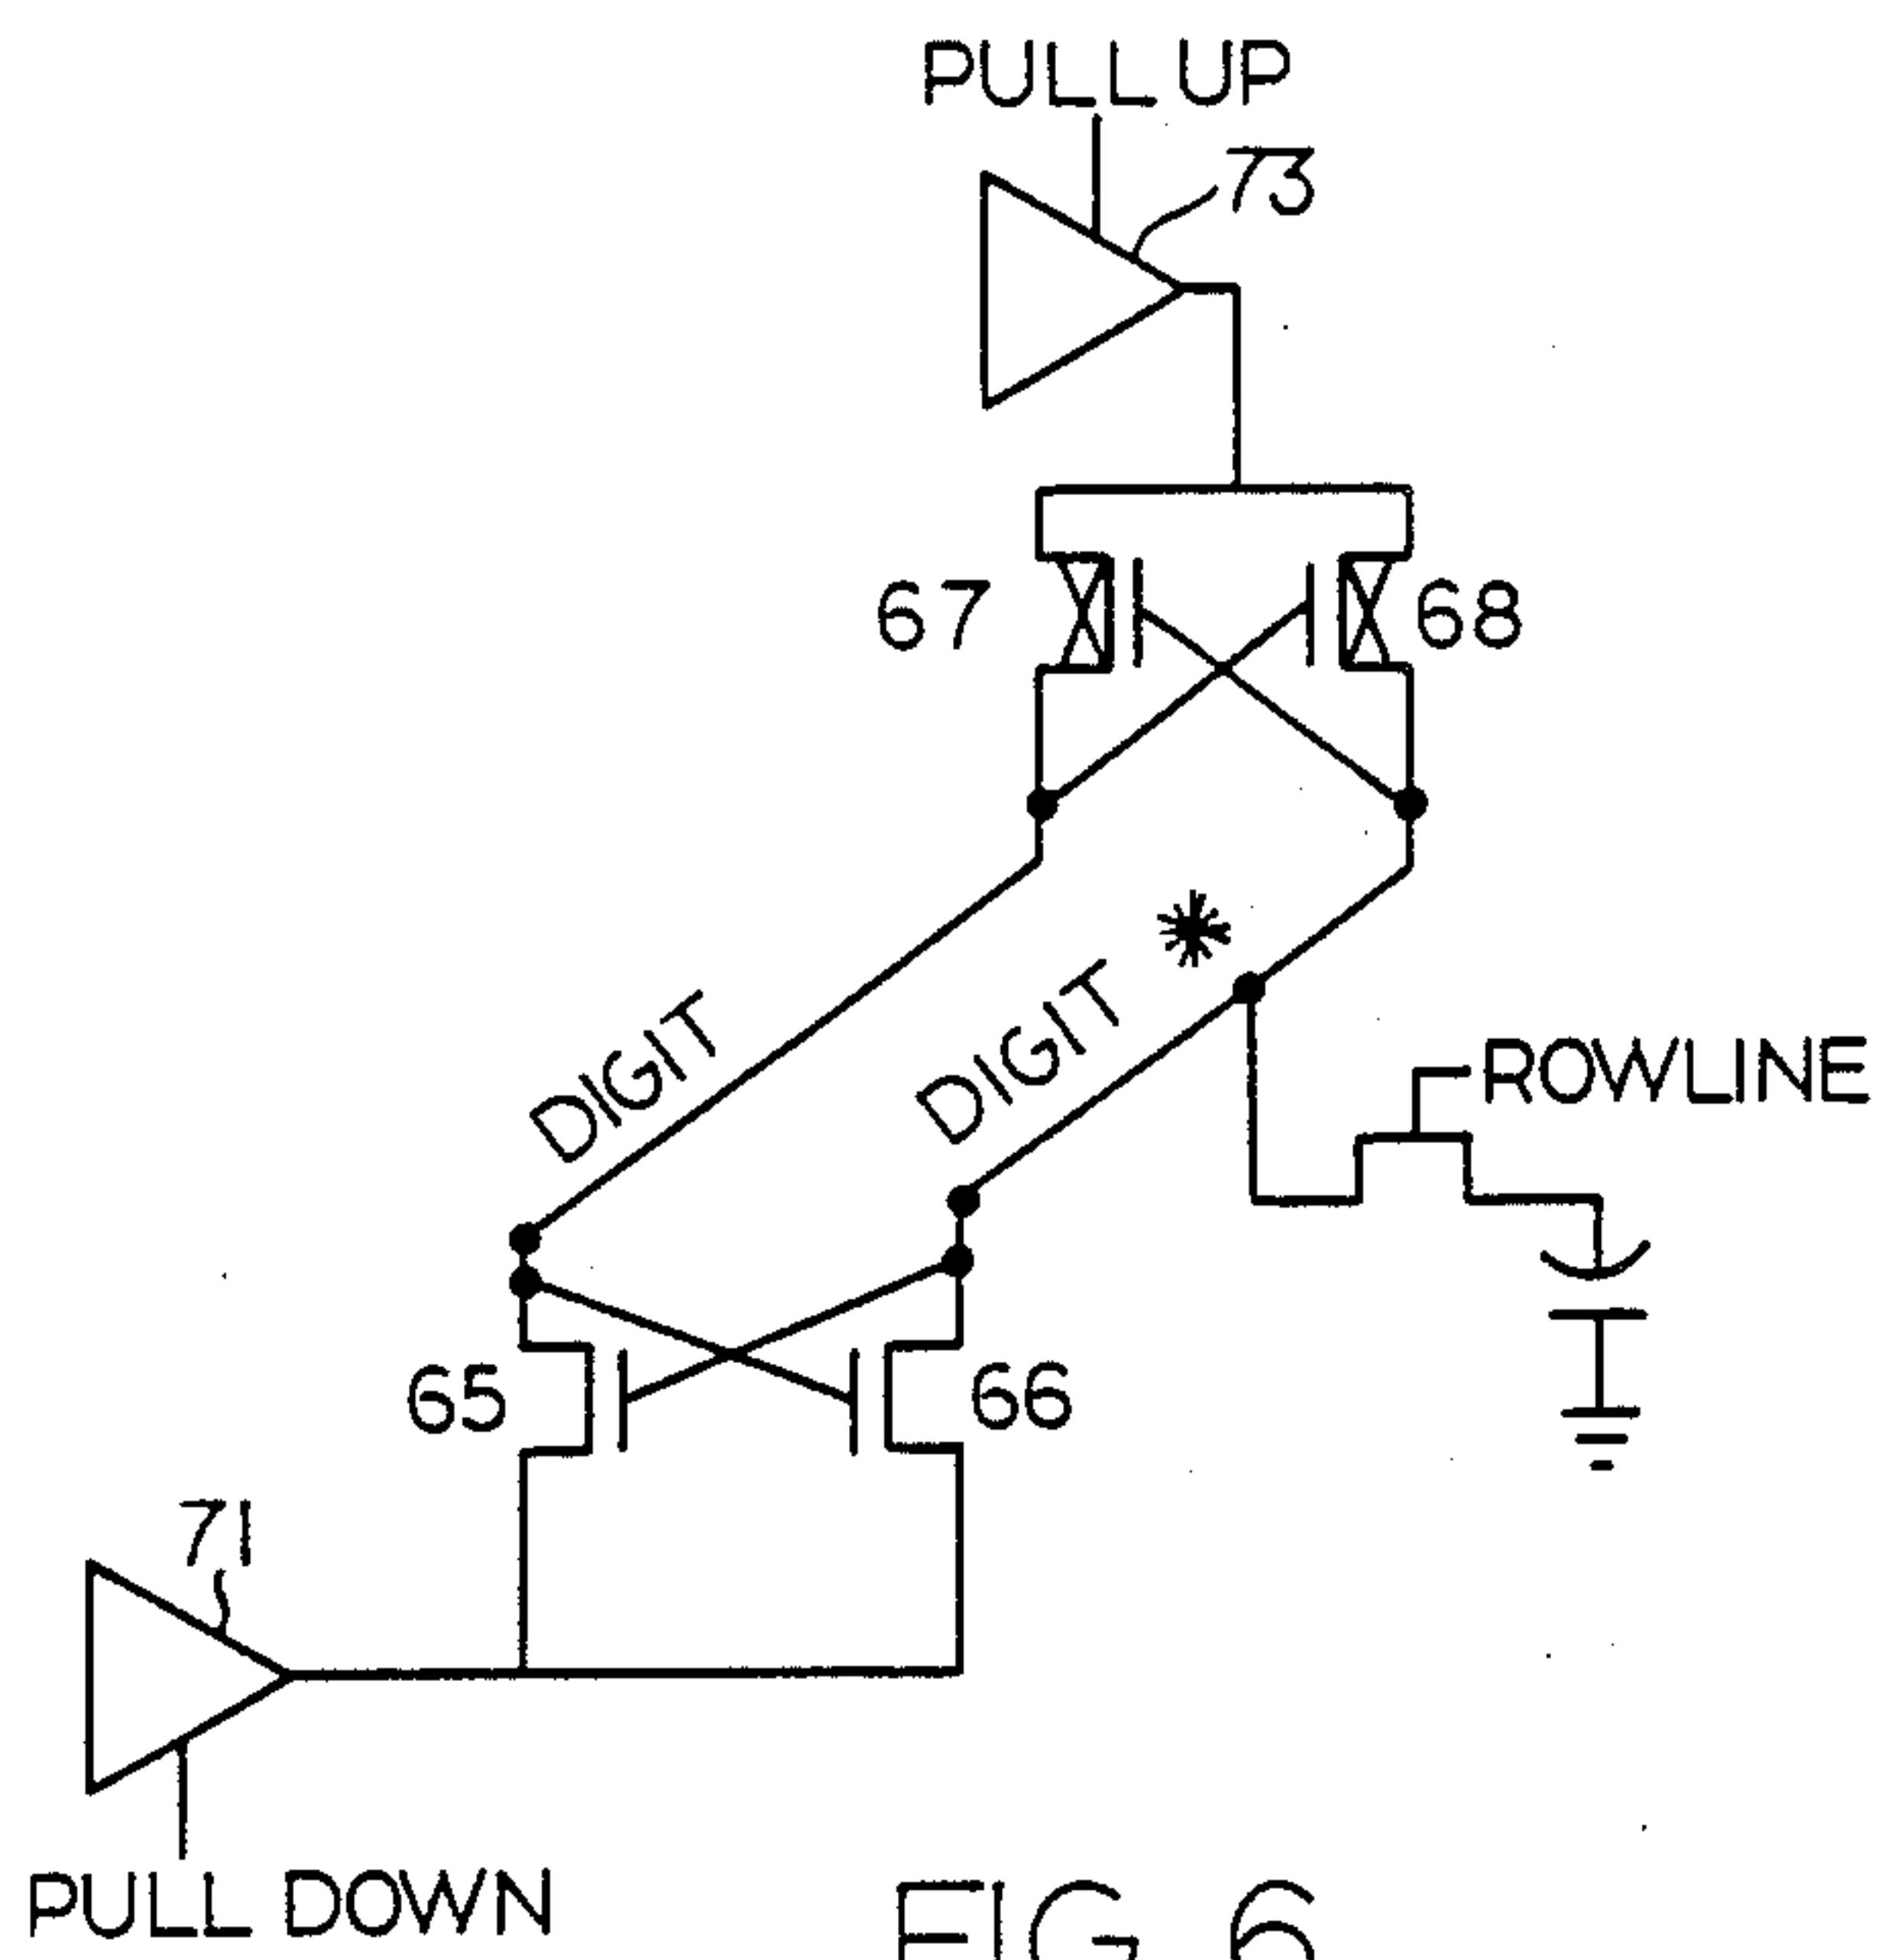 PULL UP
73
67
68
DIGIT
DIGIT *
ROWLINE
65
66
71
PULL DOWN
FIG 6